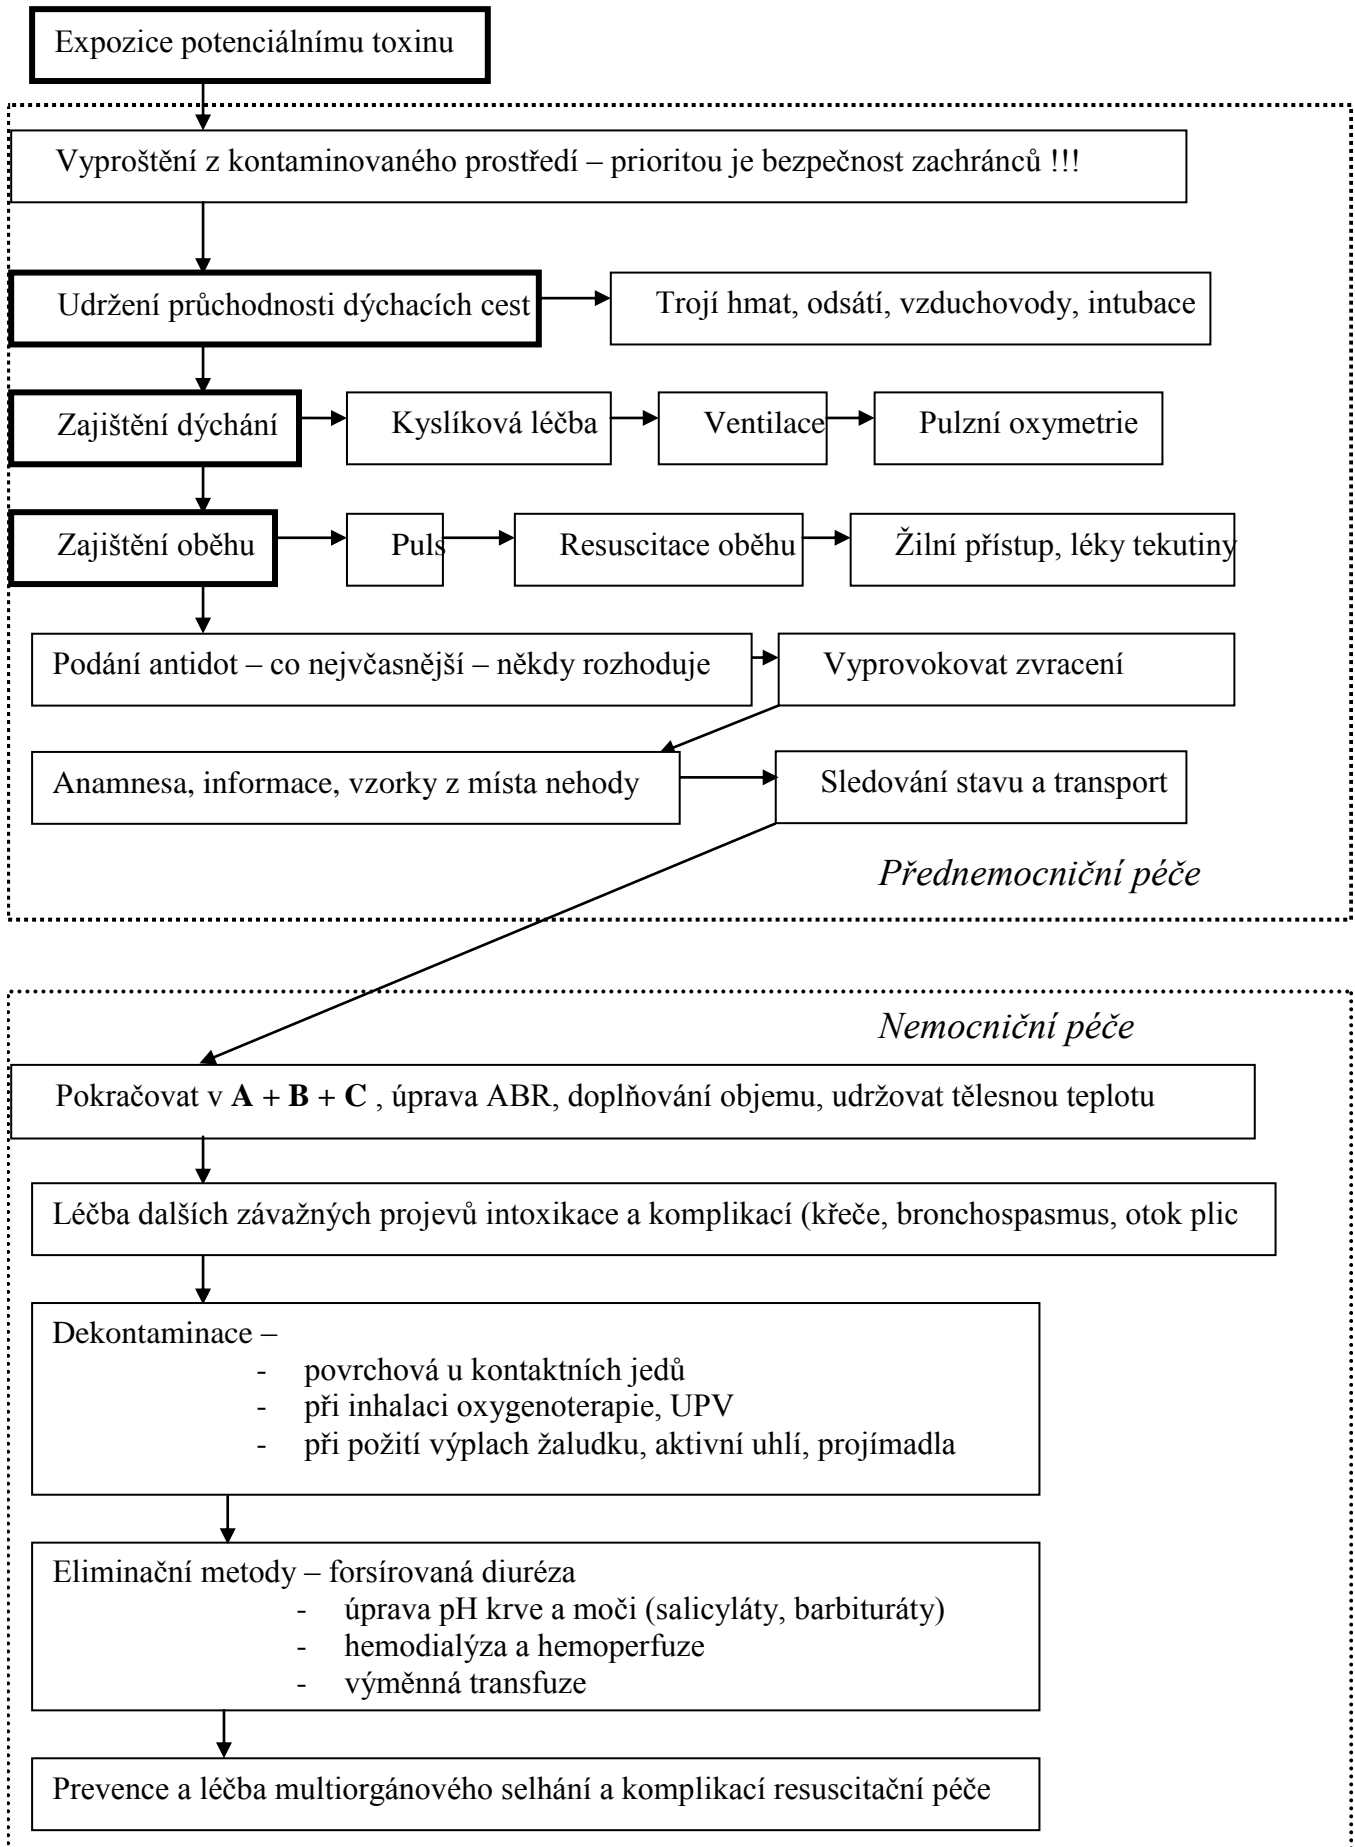 Expozice potenciálnímu toxinu
Vyproštění z kontaminovaného prostředí – prioritou je bezpečnost zachránců !!!
Udržení průchodnosti dýchacích cest
Trojí hmat, odsátí, vzduchovody, intubace
Zajištění dýchání
Kyslíková léčba
Ventilace
Pulzní oxymetrie
Zajištění oběhu
Puls
Resuscitace oběhu
Žilní přístup, léky tekutiny
Podání antidot – co nejvčasnější – někdy rozhoduje
Vyprovokovat zvracení
Anamnesa, informace, vzorky z místa nehody
Sledování stavu a transport
Přednemocniční péče
Nemocniční péče
Pokračovat v A + B + C , úprava ABR, doplňování objemu, udržovat tělesnou teplotu
Léčba dalších závažných projevů intoxikace a komplikací (křeče, bronchospasmus, otok plic
Dekontaminace –
- povrchová u kontaktních jedů
- při inhalaci oxygenoterapie, UPV
- při požití výplach žaludku, aktivní uhlí, projímadla
Eliminační metody – forsírovaná diuréza
- úprava pH krve a moči (salicyláty, barbituráty)
- hemodialýza a hemoperfuze
- výměnná transfuze
Prevence a léčba multiorgánového selhání a komplikací resuscitační péče